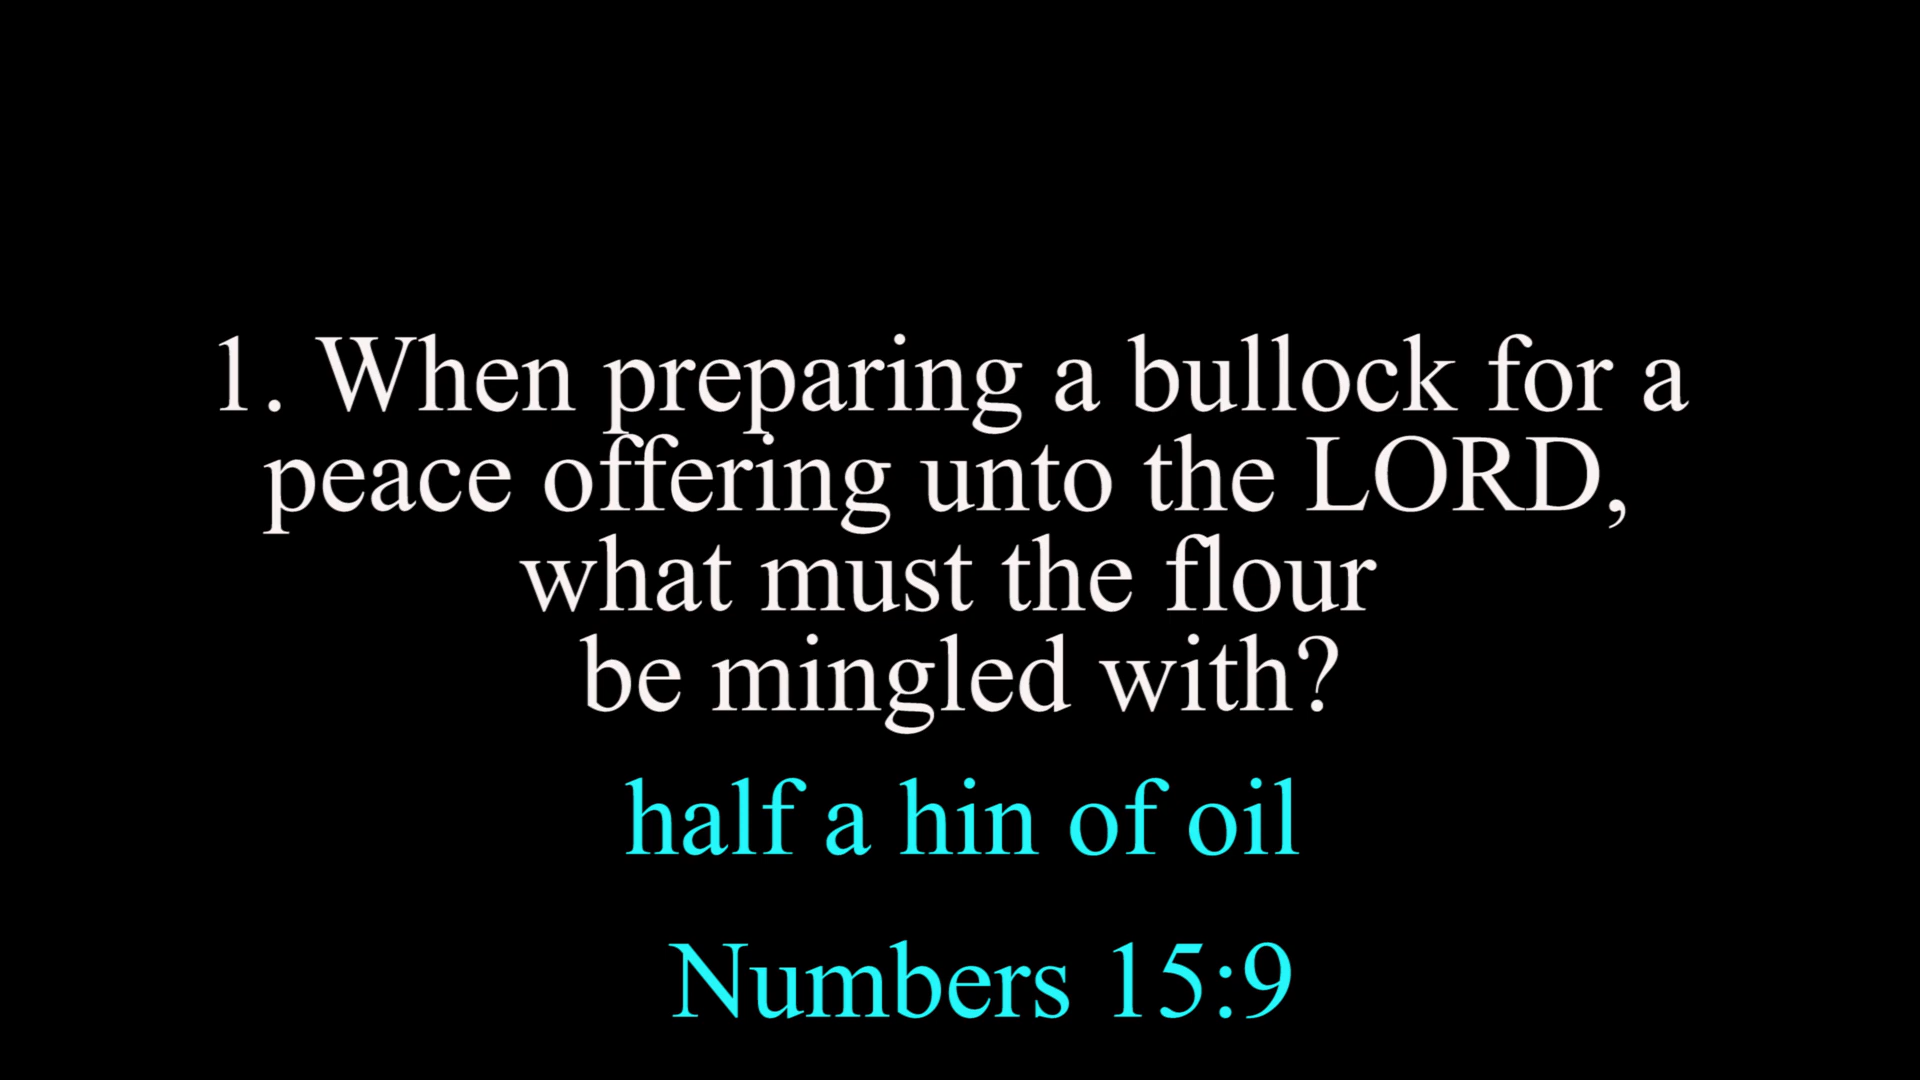 1. When preparing a bullock for a
peace offering unto the LORD,
what must the flour
be mingled with?
half a hin of oil
Numbers 15:9